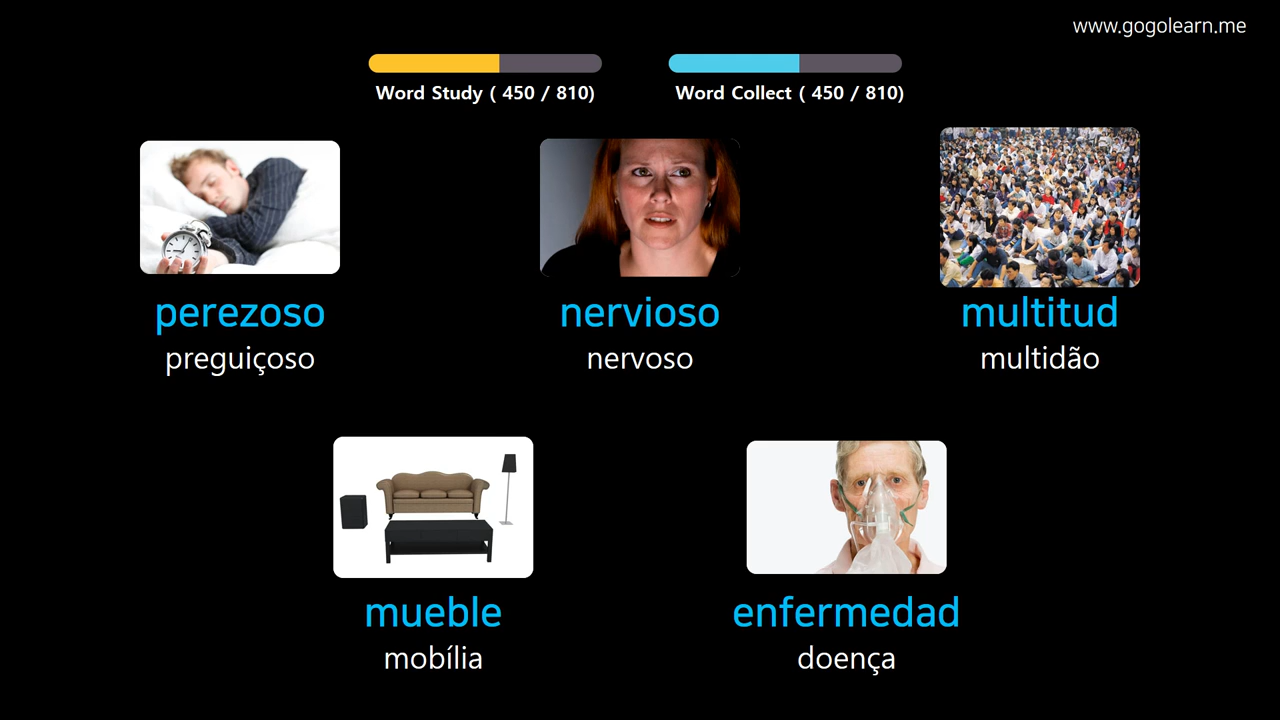 www.gogolearn.me
Word Study ( 450 / 810)
Word Collect ( 450 / 810)
perezoso
preguiçoso
nervioso
nervoso
multitud
multidão
mueble
mobília
enfermedad
doença